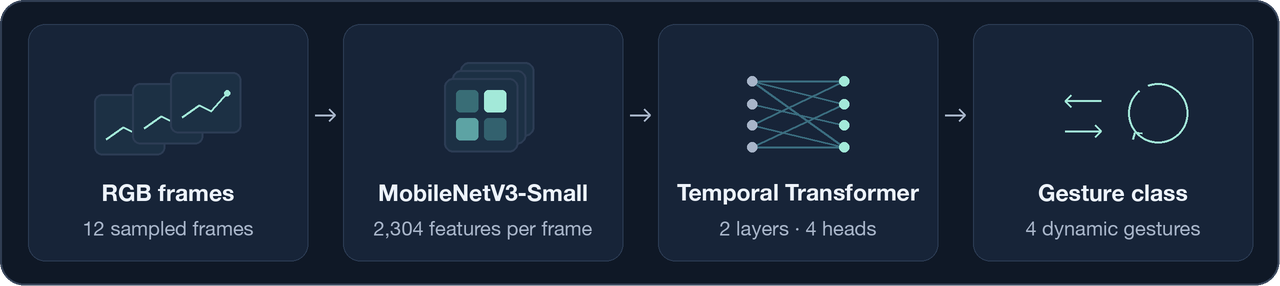 RGB frames
12 sampled frames
MobileNetV3-Small
2,304 features per frame
Temporal Transformer
2 layers · 4 heads
Gesture class
4 dynamic gestures